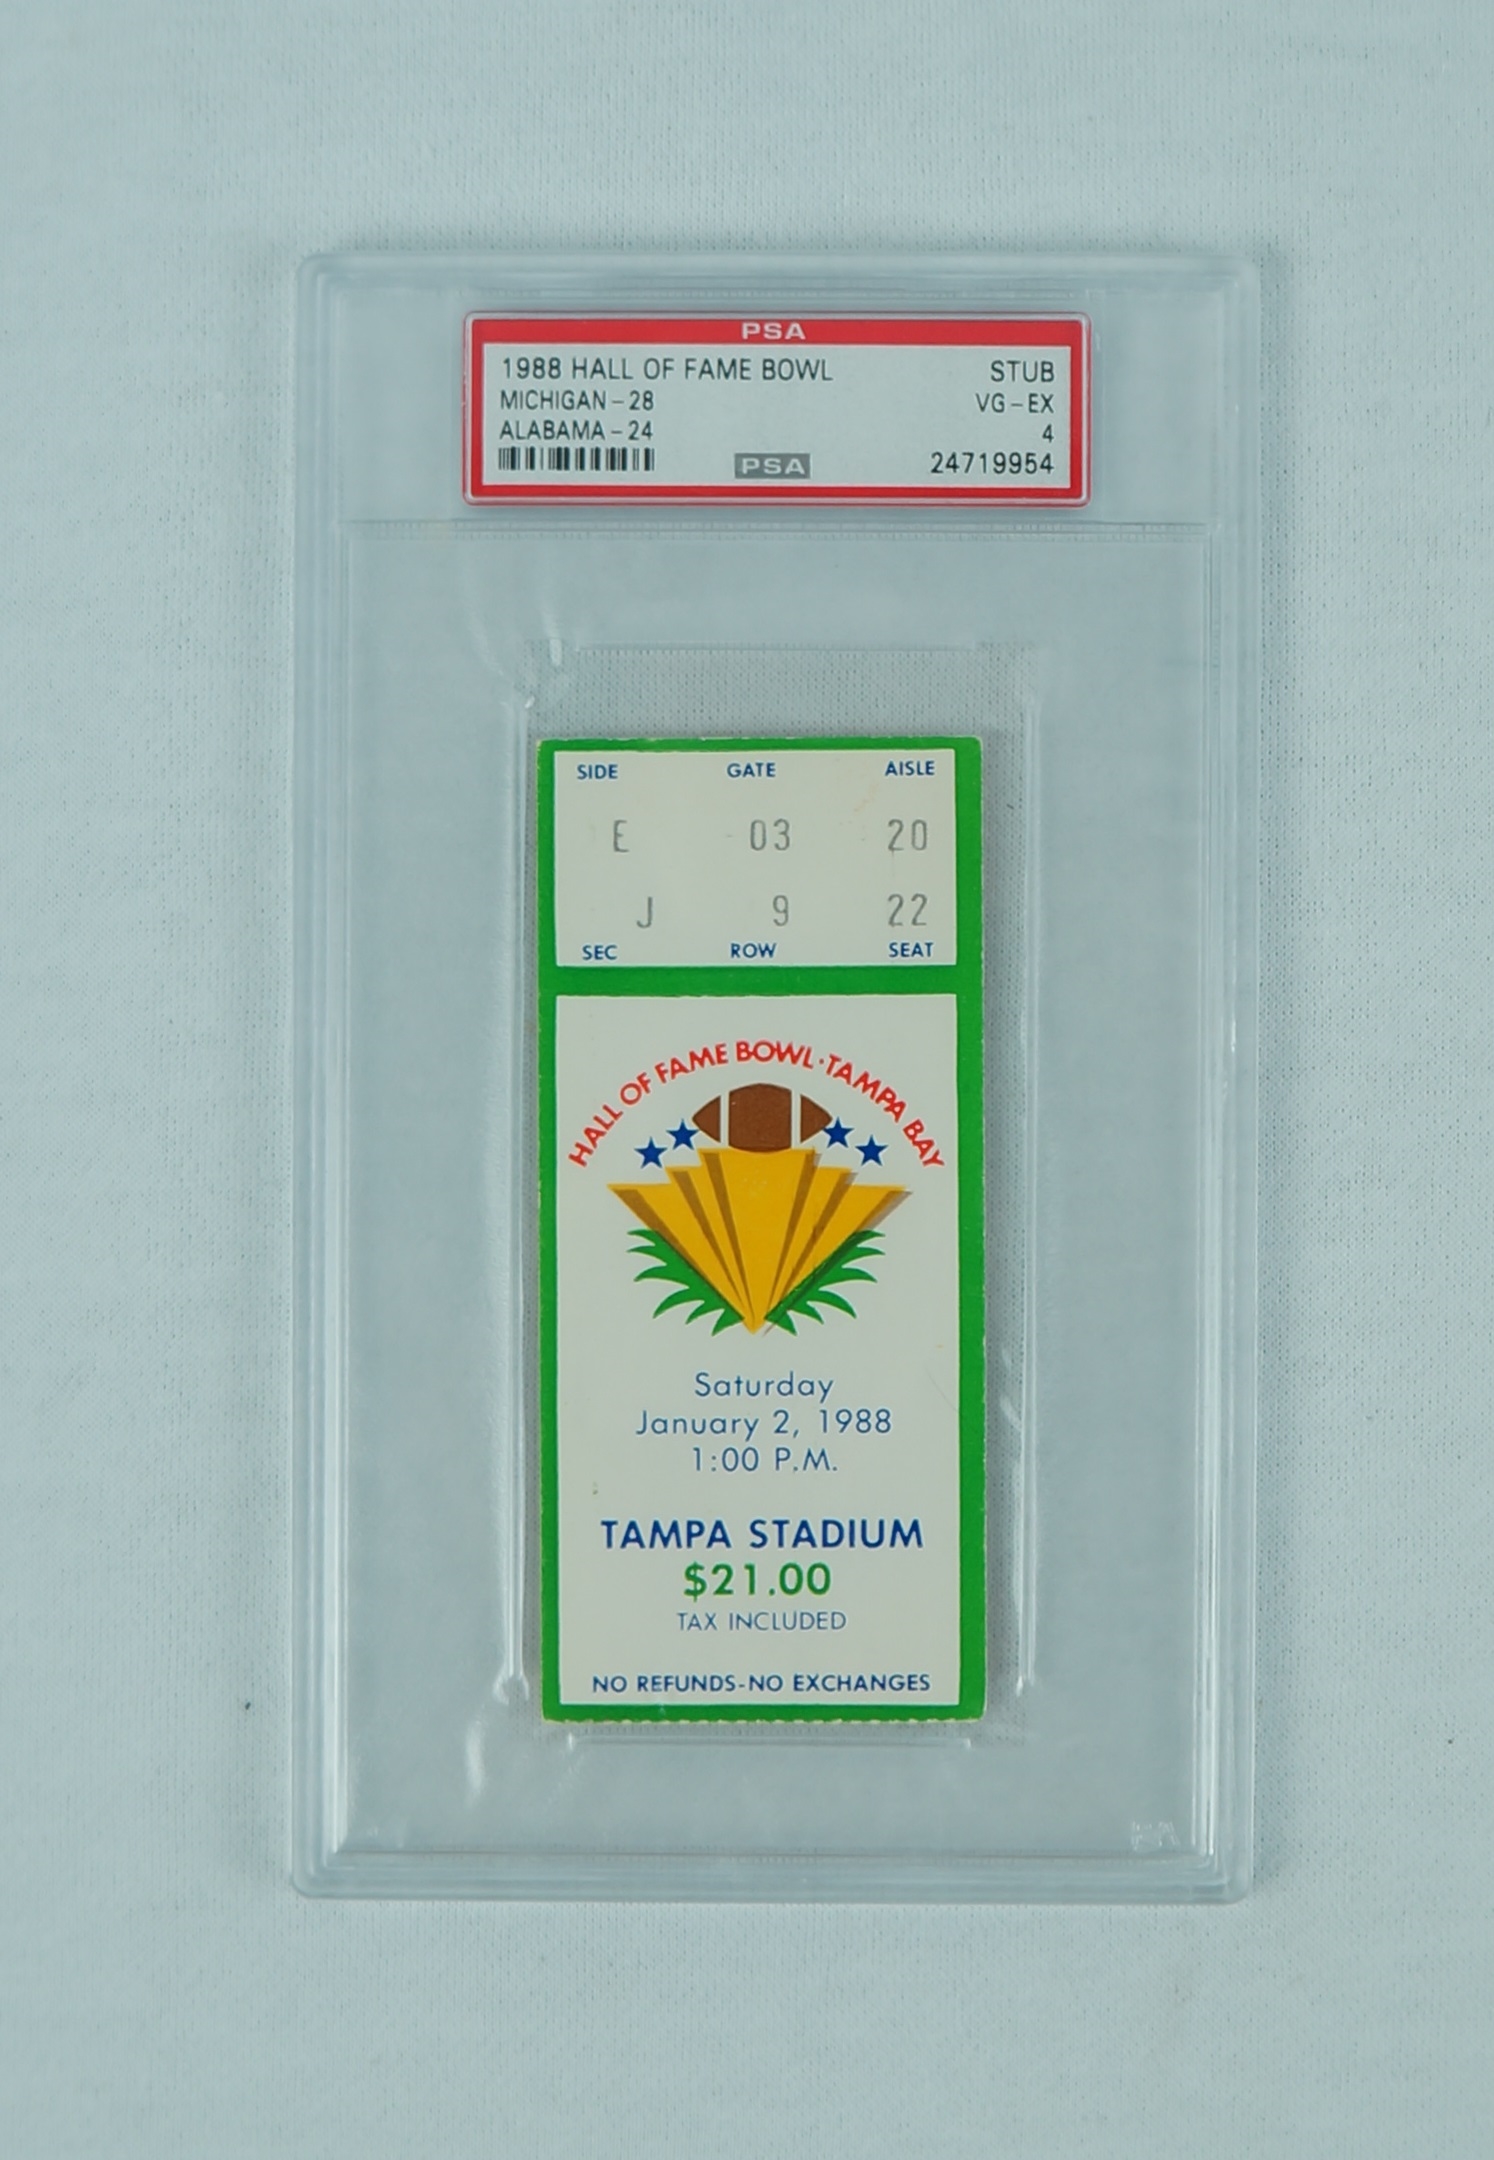 PSA
1988 HALL OF FAME BOWL STUB
MICHIGAN-28 VG-EX
ALABAMA-24 4
PSA 24719954
SIDE GATE AISLE
E 03 20
J 9 22
SEC ROW SEAT
HALL OF FAME BOWL·TAMPA BAY
Saturday
January 2, 1988
1:00 P.M.
TAMPA STADIUM
$21.00
TAX INCLUDED
NO REFUNDS-NO EXCHANGES